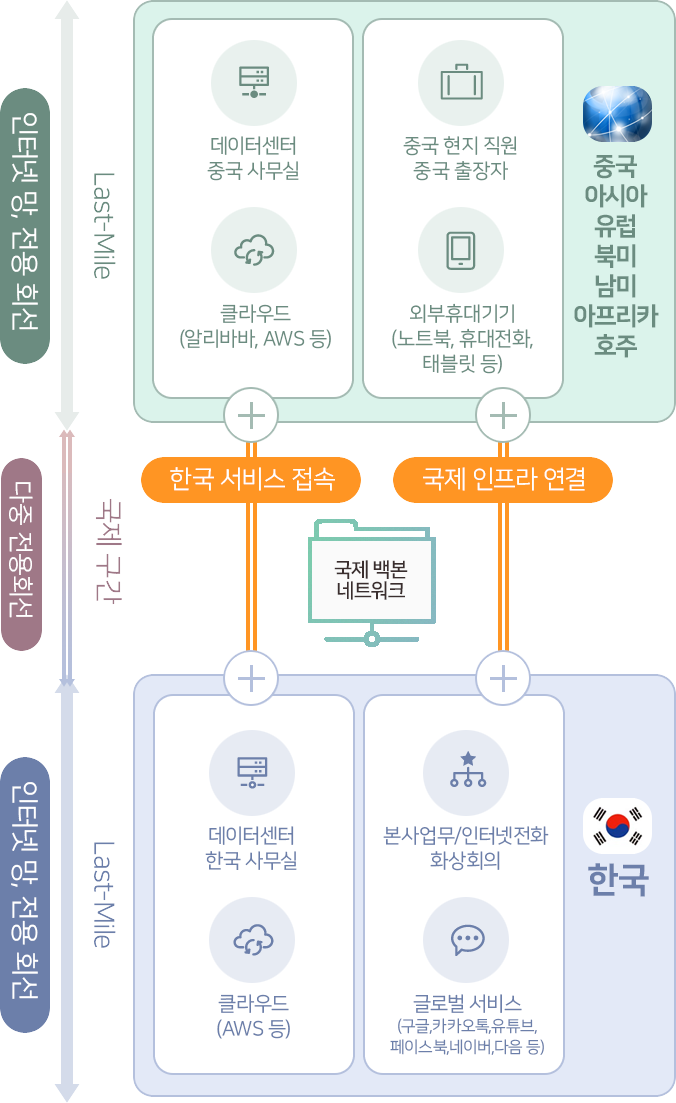 인터넷 망, 전용 회선
Last-Mile
데이터센터
중국 사무실
클라우드
(알리바바, AWS 등)
중국 현지 직원
중국 출장자
외부휴대기기
(노트북, 휴대전화,
태블릿 등)
중국
아시아
유럽
북미
남미
아프리카
호주
다중 전용회선
국제 구간
한국 서비스 접속
국제 인프라 연결
국제 백본
네트워크
인터넷 망, 전용 회선
Last-Mile
데이터센터
한국 사무실
클라우드
(AWS 등)
본사업무/인터넷전화
화상회의
글로벌 서비스
(구글,카카오톡,유튜브,
페이스북,네이버,다음 등)
한국